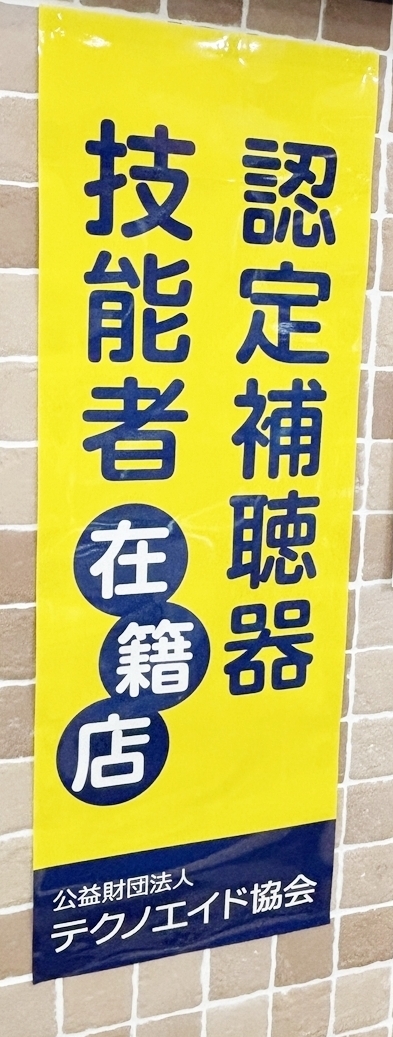 認定補聴器
技能者在籍店
公益財団法人
テクノエイド協会